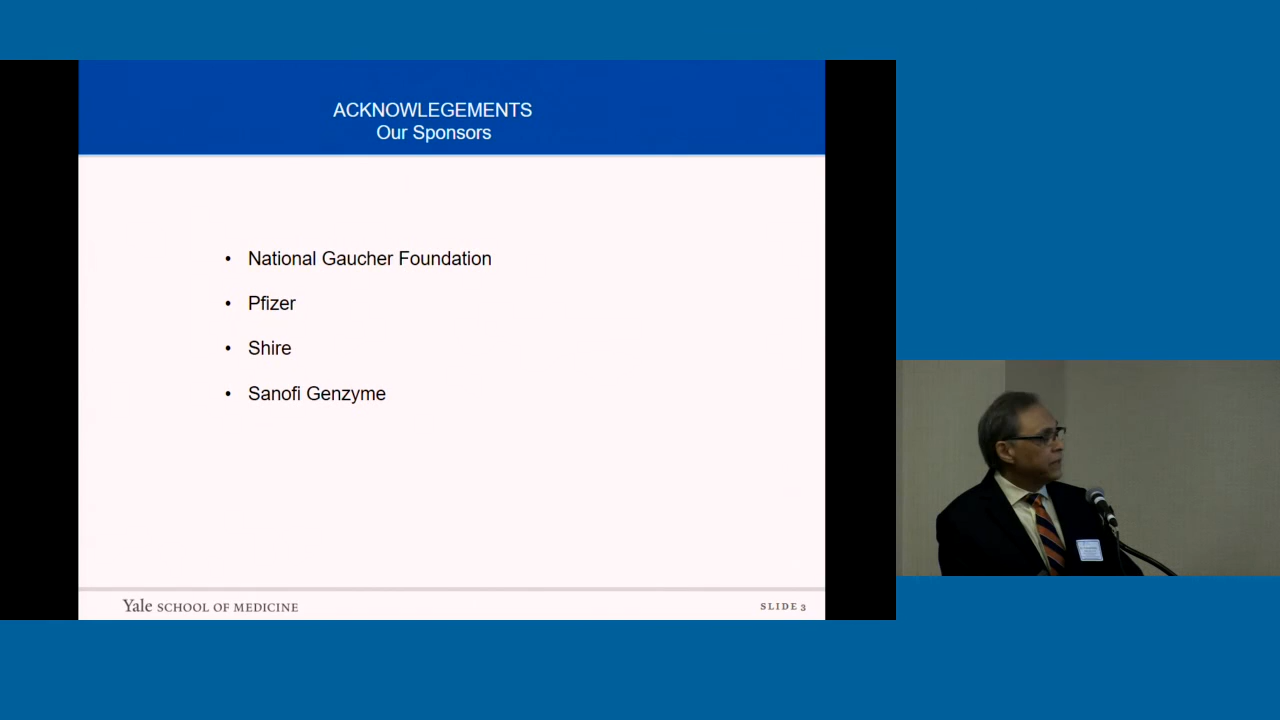 ACKNOWLEGEMENTS
Our Sponsors
• National Gaucher Foundation
• Pfizer
• Shire
• Sanofi Genzyme
Yale SCHOOL OF MEDICINE
SLIDE 3